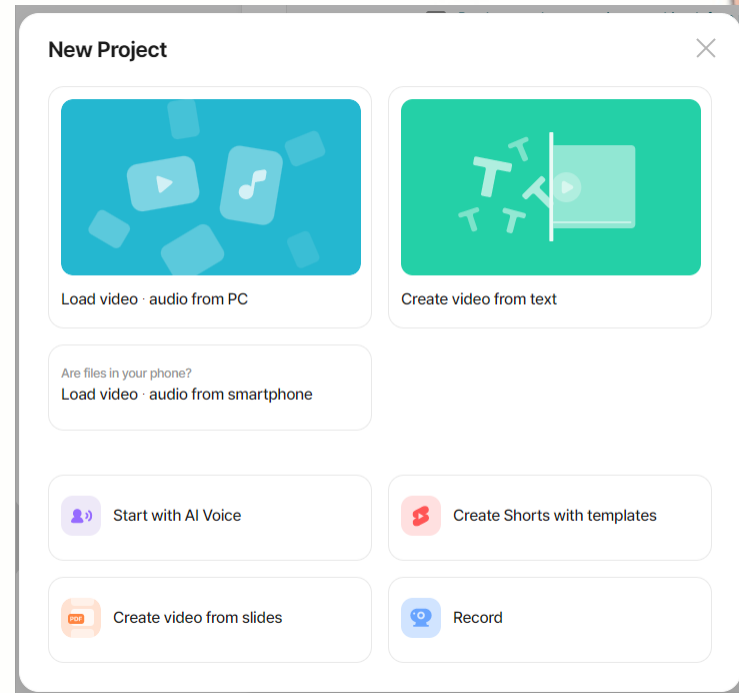 New Project
Load video · audio from PC
Create video from text
Are files in your phone?
Load video · audio from smartphone
Start with AI Voice
Create Shorts with templates
PDF
Create video from slides
Record